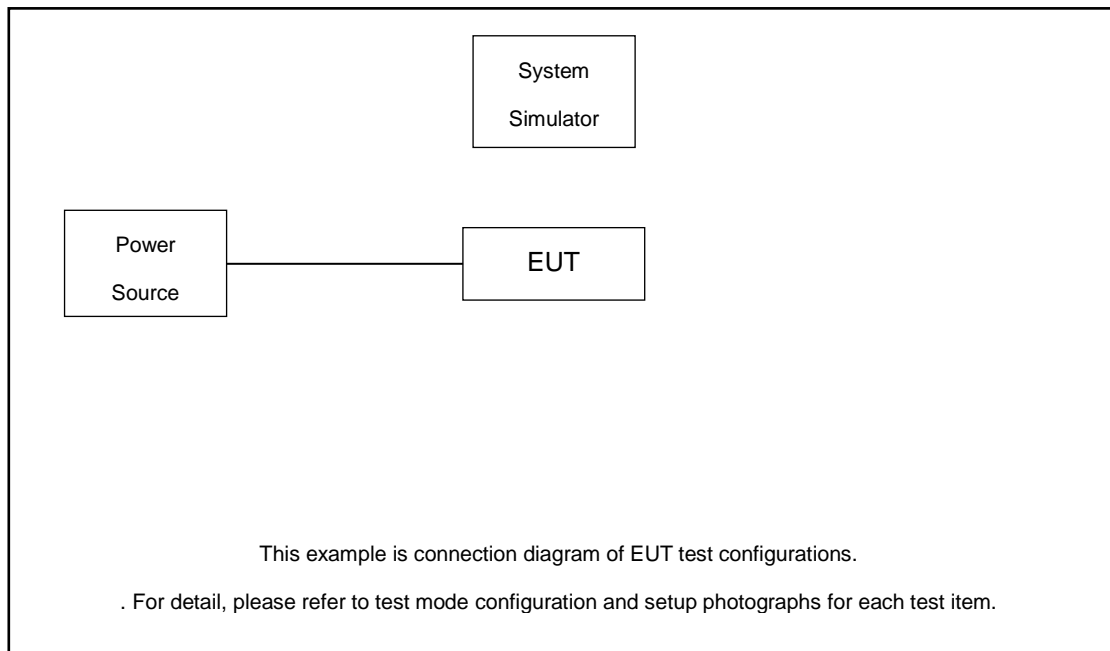 System
Simulator
Power
Source
EUT
This example is connection diagram of EUT test configurations.
. For detail, please refer to test mode configuration and setup photographs for each test item.